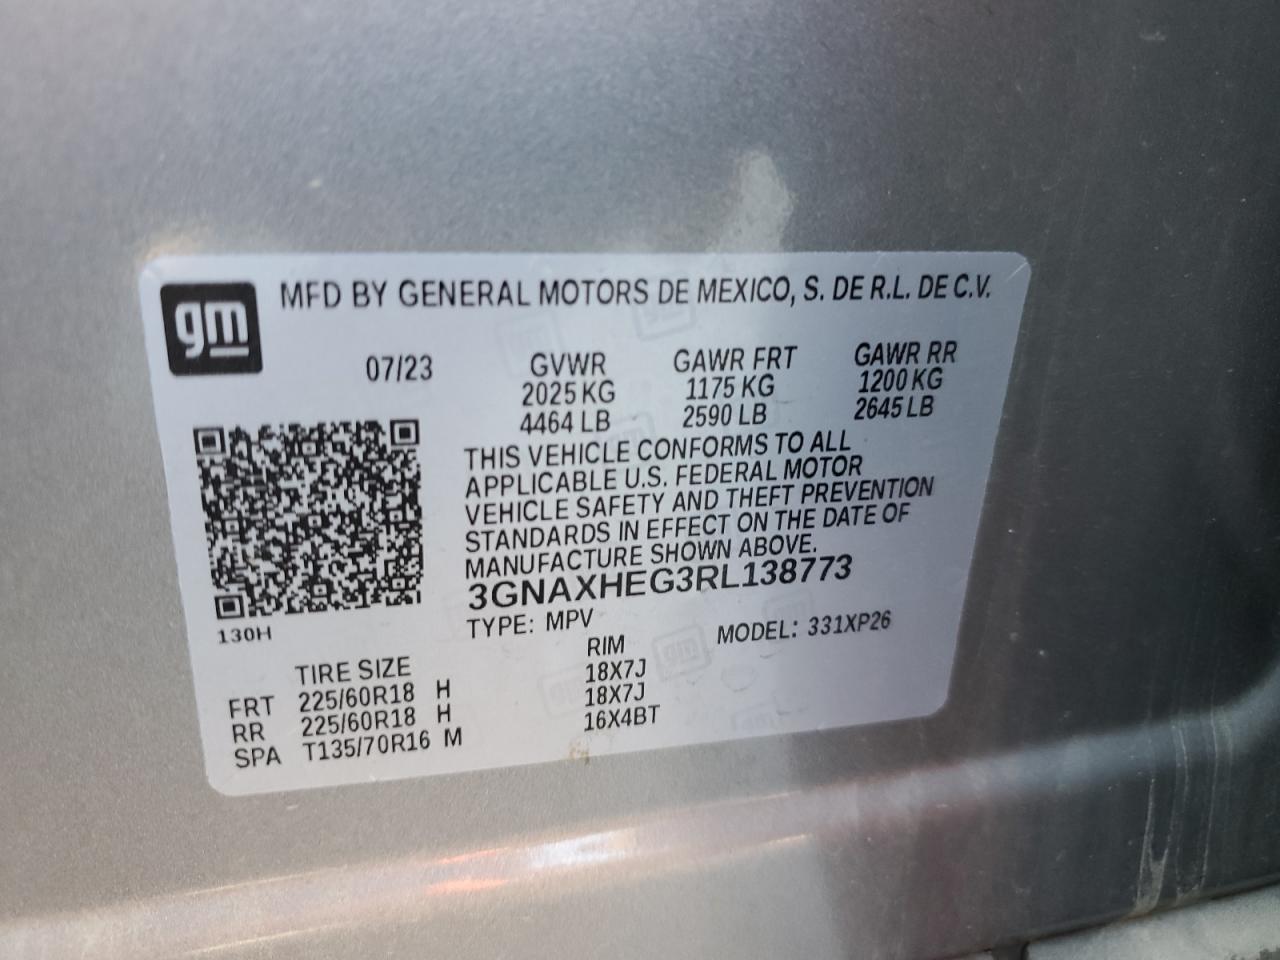 gm
MFD BY GENERAL MOTORS DE MEXICO, S. DE R.L. DE C.V.
07/23 GVWR GAWR FRT GAWR RR
2025 KG 1175 KG 1200 KG
4464 LB 2590 LB 2645 LB
THIS VEHICLE CONFORMS TO ALL
APPLICABLE U.S. FEDERAL MOTOR
VEHICLE SAFETY AND THEFT PREVENTION
STANDARDS IN EFFECT ON THE DATE OF
MANUFACTURE SHOWN ABOVE.
3GNAXHEG3RL138773
130H
TYPE: MPV MODEL: 331XP26
TIRE SIZE RIM
FRT 225/60R18 H 18X7J
RR 225/60R18 H 18X7J
SPA T135/70R16 M 16X4BT